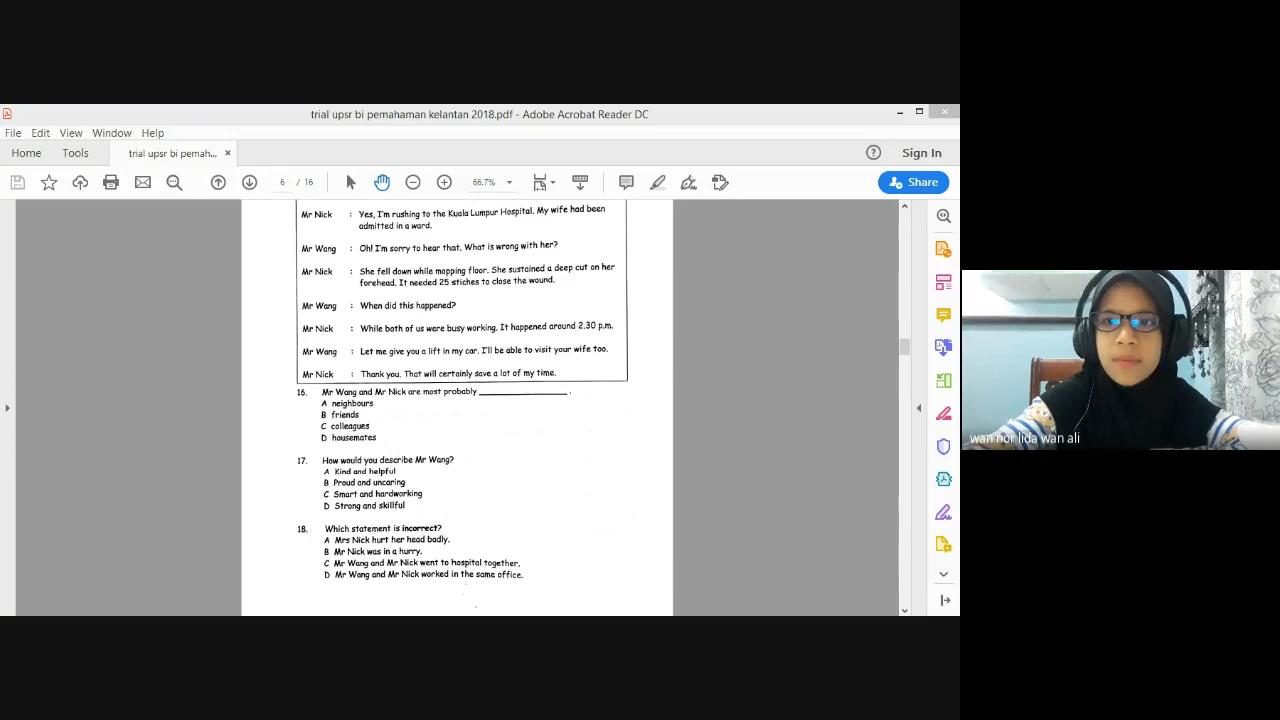 trial upsr bi pemahaman kelantan 2018.pdf - Adobe Acrobat Reader DC
File Edit View Window Help
Home Tools trial upsr bi pemah... × Sign In
6 / 16 66.7% Share
Mr Nick : Yes, I'm rushing to the Kuala Lumpur Hospital. My wife had been
admitted in a ward.
Mr Wang : Oh! I'm sorry to hear that. What is wrong with her?
Mr Nick : She fell down while mopping floor. She sustained a deep cut on her
forehead. It needed 25 stiches to close the wound.
Mr Wang : When did this happened?
Mr Nick : While both of us were busy working. It happened around 2.30 p.m.
Mr Wang : Let me give you a lift in my car. I'll be able to visit your wife too.
Mr Nick : Thank you. That will certainly save a lot of my time.
16. Mr Wang and Mr Nick are most probably ________________ .
A neighbours
B friends
C colleagues
D housemates
17. How would you describe Mr Wang?
A Kind and helpful
B Proud and uncaring
C Smart and hardworking
D Strong and skillful
18. Which statement is incorrect?
A Mrs Nick hurt her head badly.
B Mr Nick was in a hurry.
C Mr Wang and Mr Nick went to hospital together.
D Mr Wang and Mr Nick worked in the same office.
wan nor lida wan ali